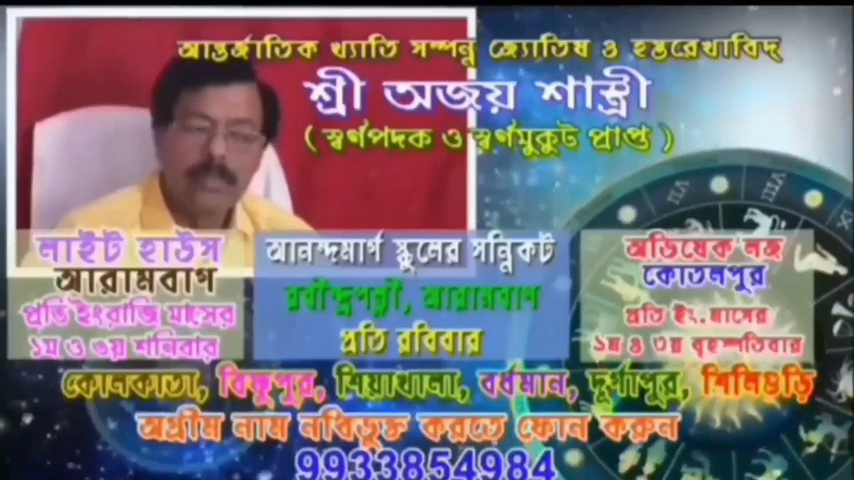 আন্তর্জাতিক খ্যাতি সম্পন্ন জ্যোতিষ ও হস্তরেখাবিদ্
শ্রী অজয় শাস্ত্রী
( স্বর্ণপদক ও স্বর্ণমুকুট প্রাপ্ত )
লাইট হাউস
আরামবাগ
প্রতি ইংরাজি মাসের
১ম ও ৩য় শনিবার
আনন্দমার্গ স্কুলের সন্নিকট
রবীন্দ্রপল্লী, আরামবাগ
প্রতি রবিবার
অভিষেক লজ
কোতলপুর
প্রতি ইং.মাসের
১ম ও ৩য় বৃহস্পতিবার
কোলকাতা, বিষ্ণুপুর, শিয়াখালা, বর্ধমান, দুর্গাপুর, শিলিগুড়ি
অগ্রীম নাম নথিভুক্ত করতে ফোন করুন
9933854984